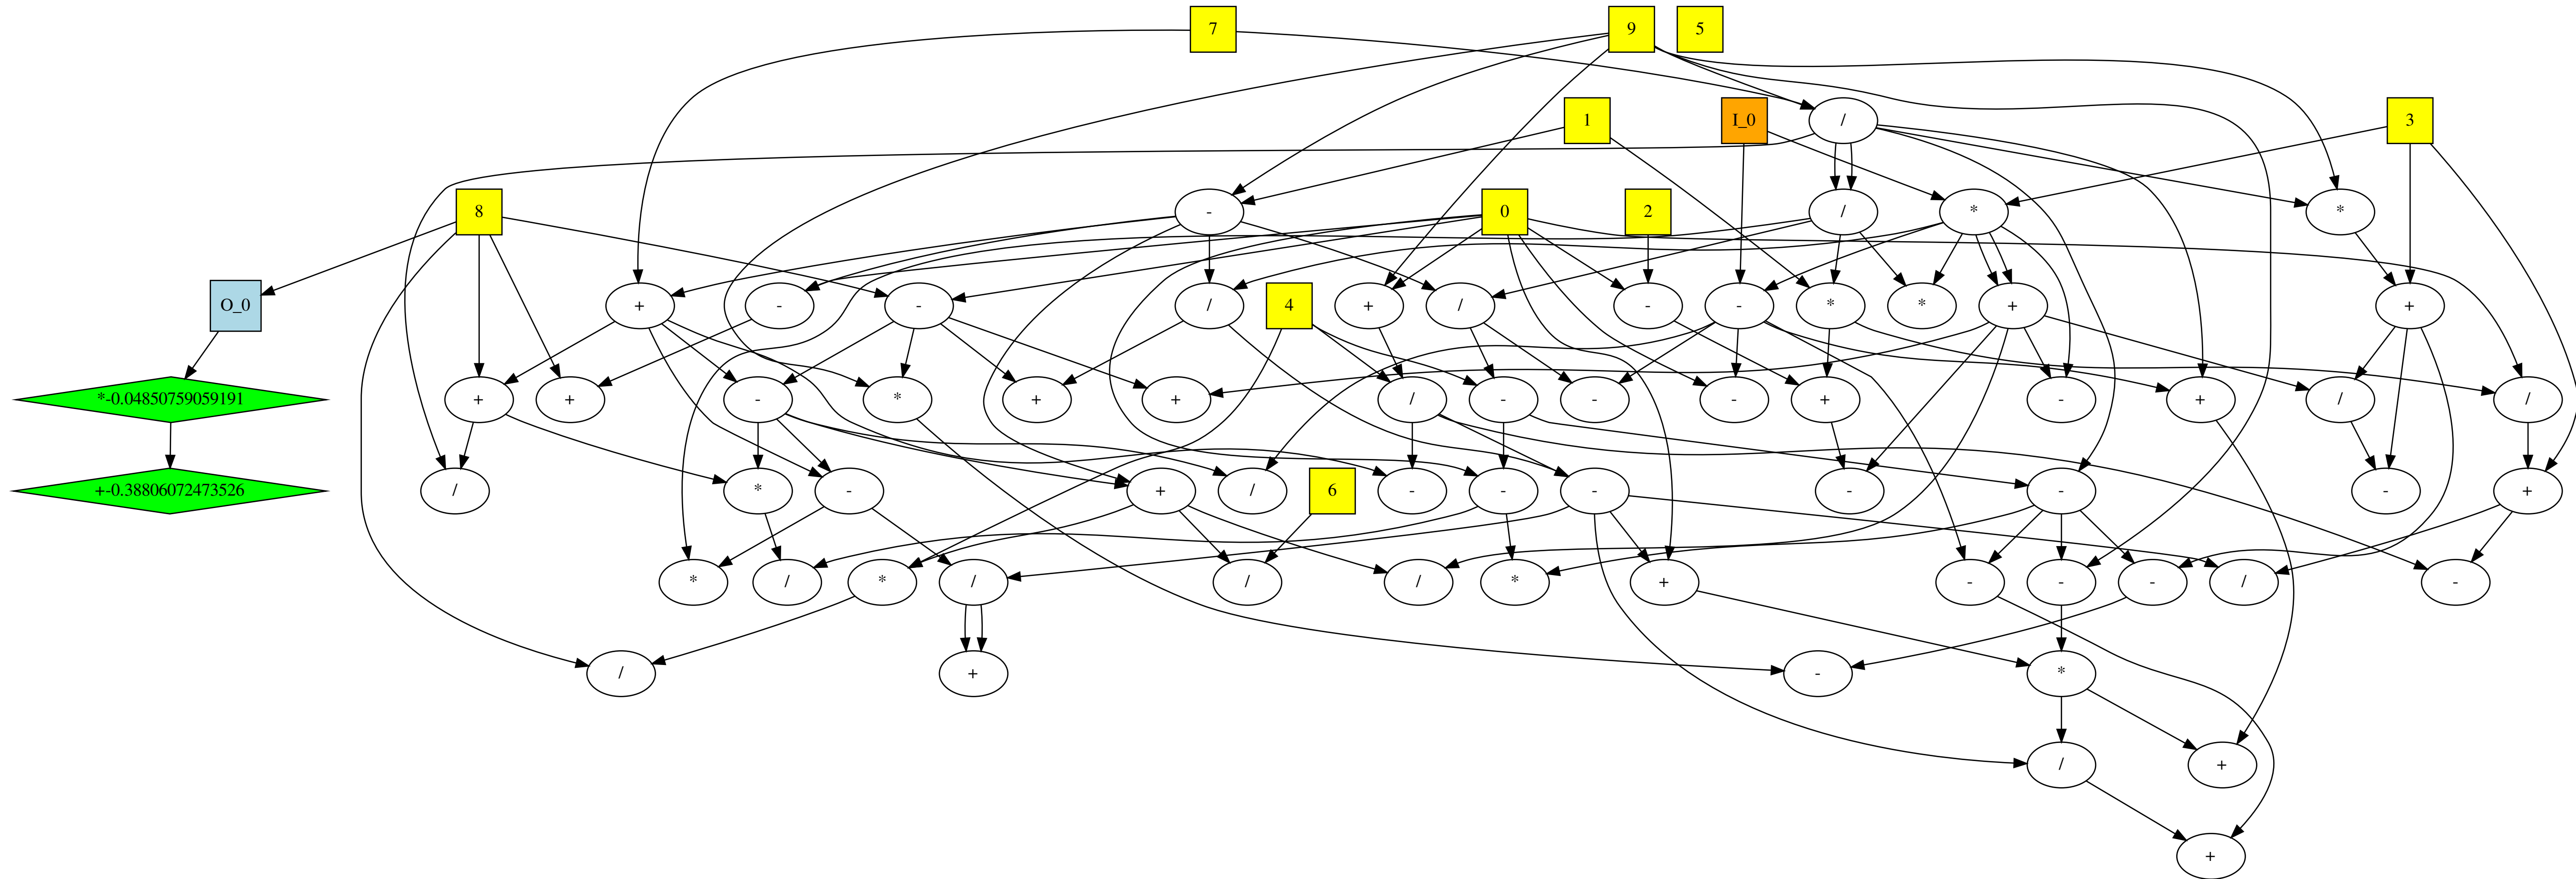 7 9 5
1 I_0 / 3
8 - 0 2 / * *
O_0 + - - / 4 + / - - * * + +
*-0.04850759059191 + + - * + + / - - - + - + / /
+-0.38806072473526 / * - + / - 6 - - - - - +
* / * / / / * + - - - / -
/ + - *
/ +
+